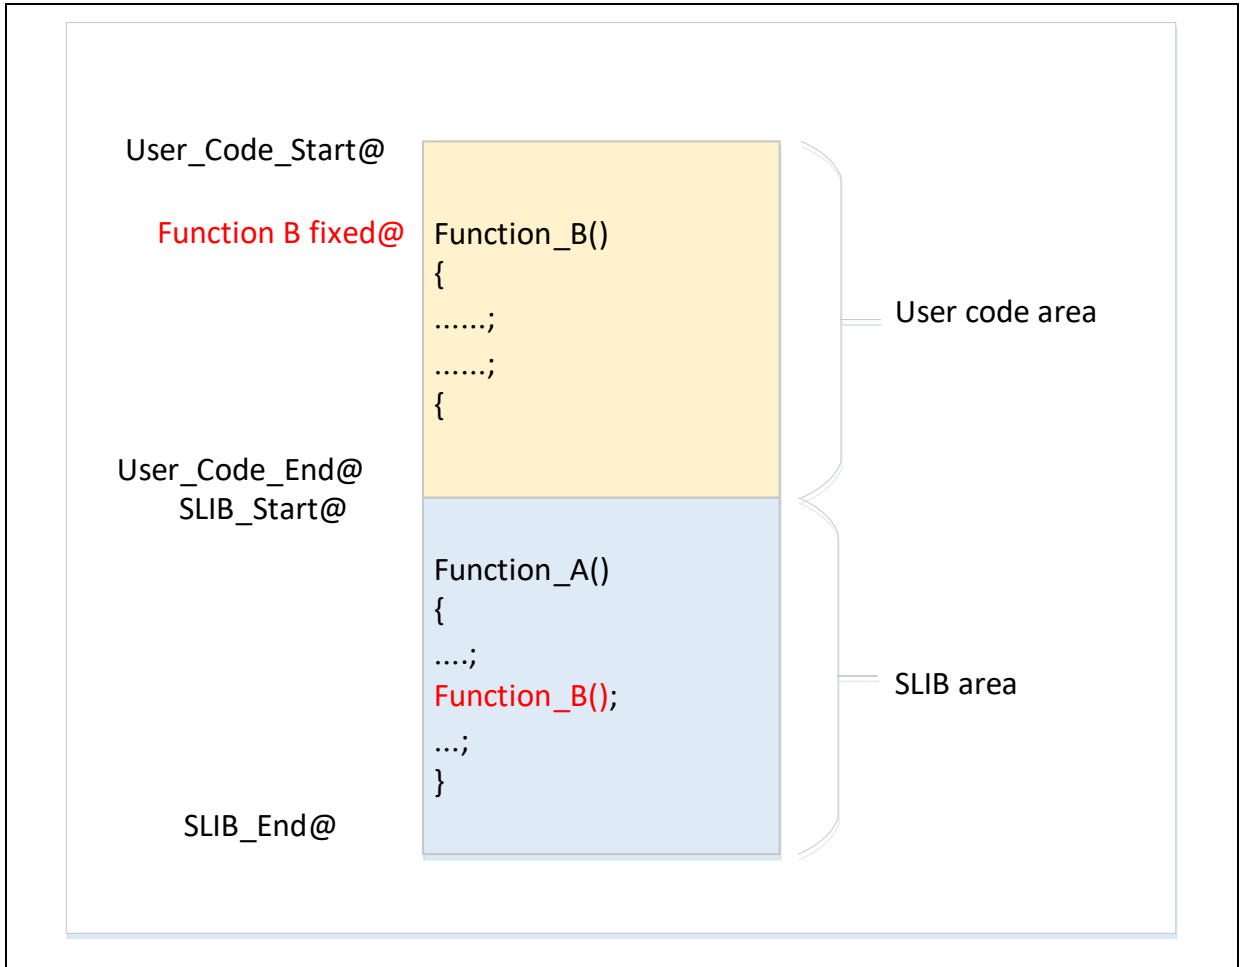 User_Code_Start@
Function B fixed@
Function_B()
{
......;
......;
{
User code area
User_Code_End@
SLIB_Start@
Function_A()
{
....;
Function_B();
...;
}
SLIB area
SLIB_End@